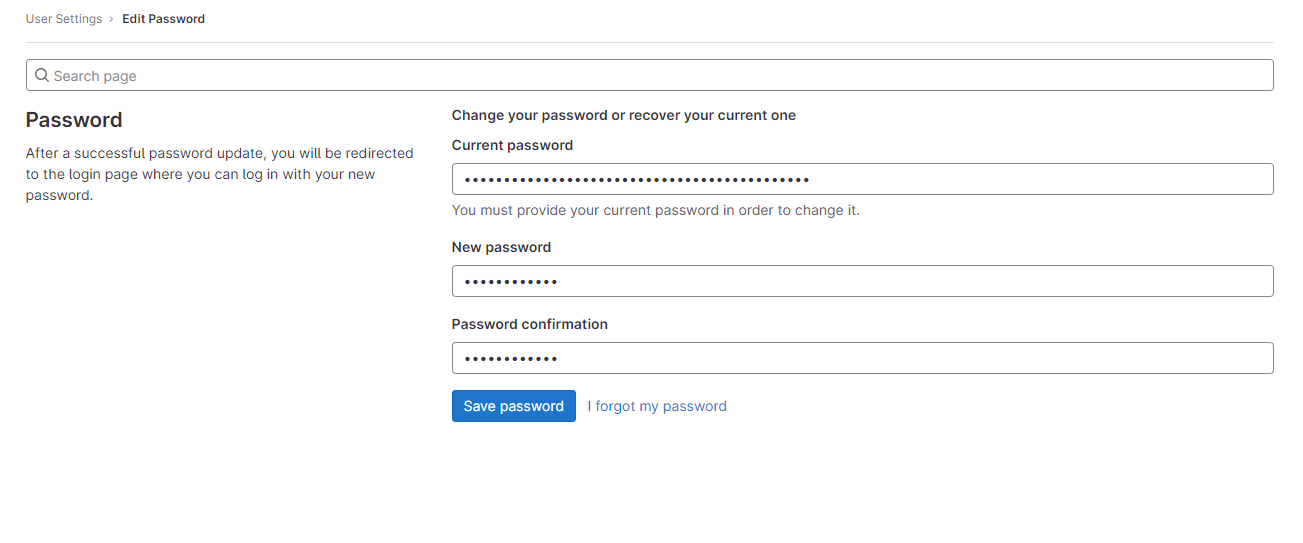 User Settings › Edit Password
Search page
Password
After a successful password update, you will be redirected
to the login page where you can log in with your new
password.
Change your password or recover your current one
Current password
••••••••••••••••••••••••••••••••••••••••••••
You must provide your current password in order to change it.
New password
••••••••••••
Password confirmation
••••••••••••
Save password I forgot my password